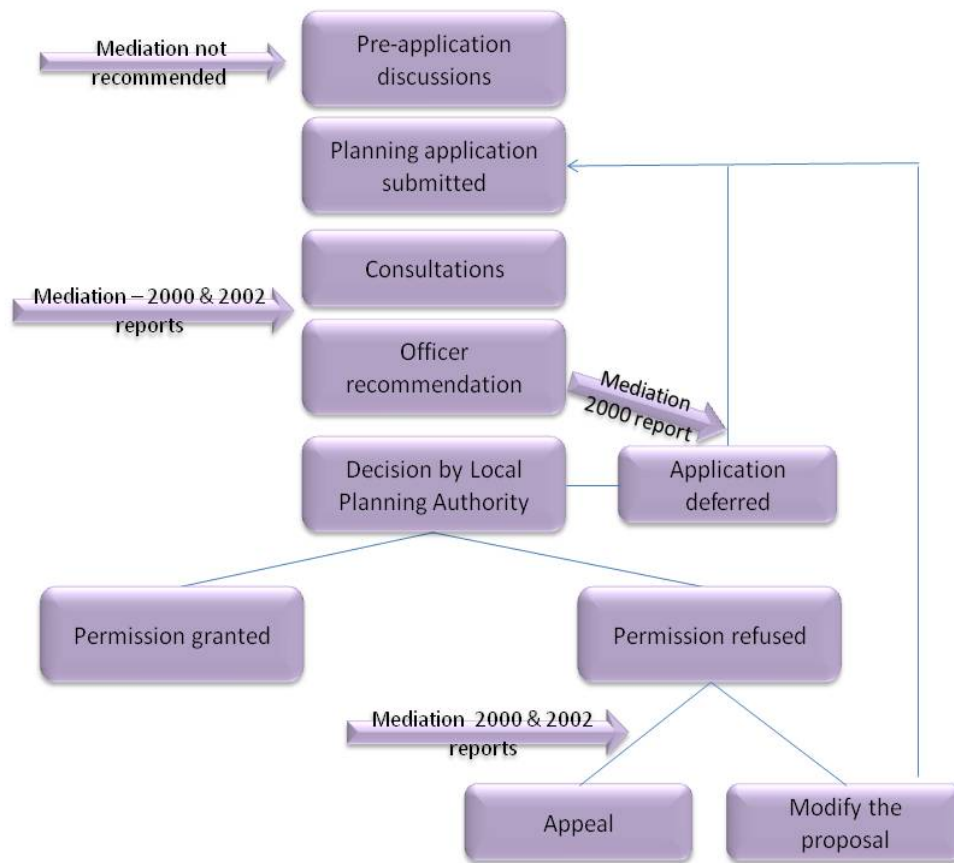 Mediation not
recommended
Pre-application
discussions
Planning application
submitted
Consultations
Mediation – 2000 & 2002
reports
Officer
recommendation
Mediation
2000 report
Decision by Local
Planning Authority
Application
deferred
Permission granted
Permission refused
Mediation 2000 & 2002
reports
Appeal
Modify the
proposal